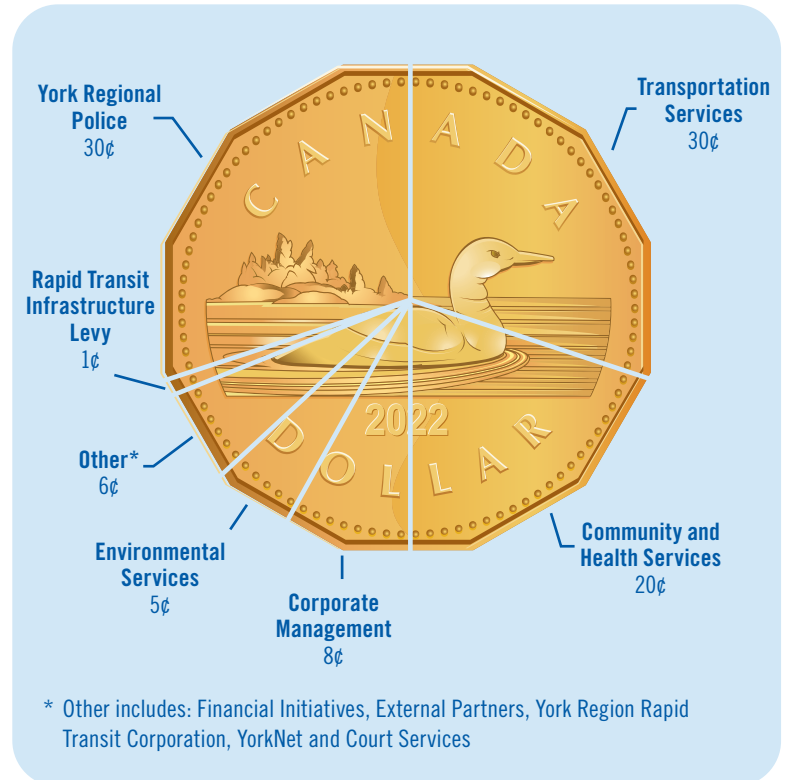 York Regional
Police
30¢
Transportation
Services
30¢
CANADA
Rapid Transit
Infrastructure
Levy
1¢
2022
DOLLAR
Other*
6¢
Environmental
Services
5¢
Corporate
Management
8¢
Community and
Health Services
20¢
* Other includes: Financial Initiatives, External Partners, York Region Rapid
Transit Corporation, YorkNet and Court Services